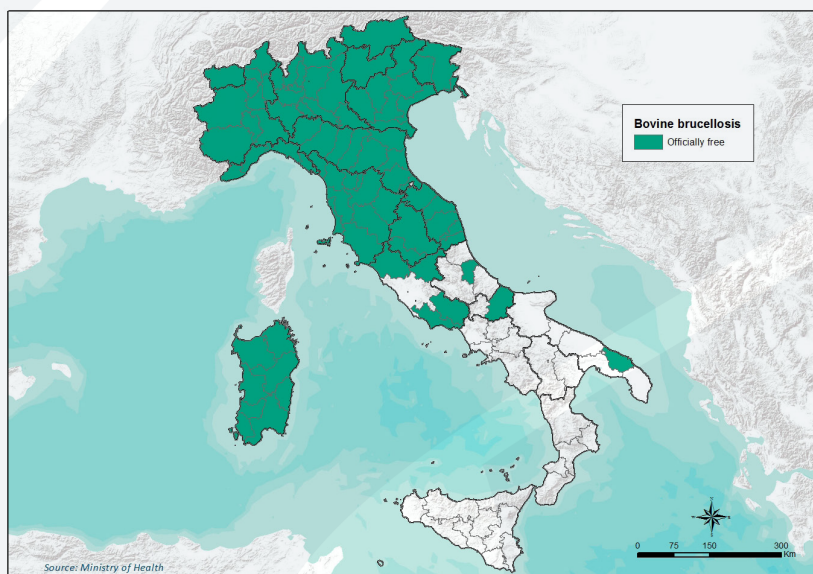 Bovine brucellosis
Officially free
N
0 75 150 300
Km
Source: Ministry of Health